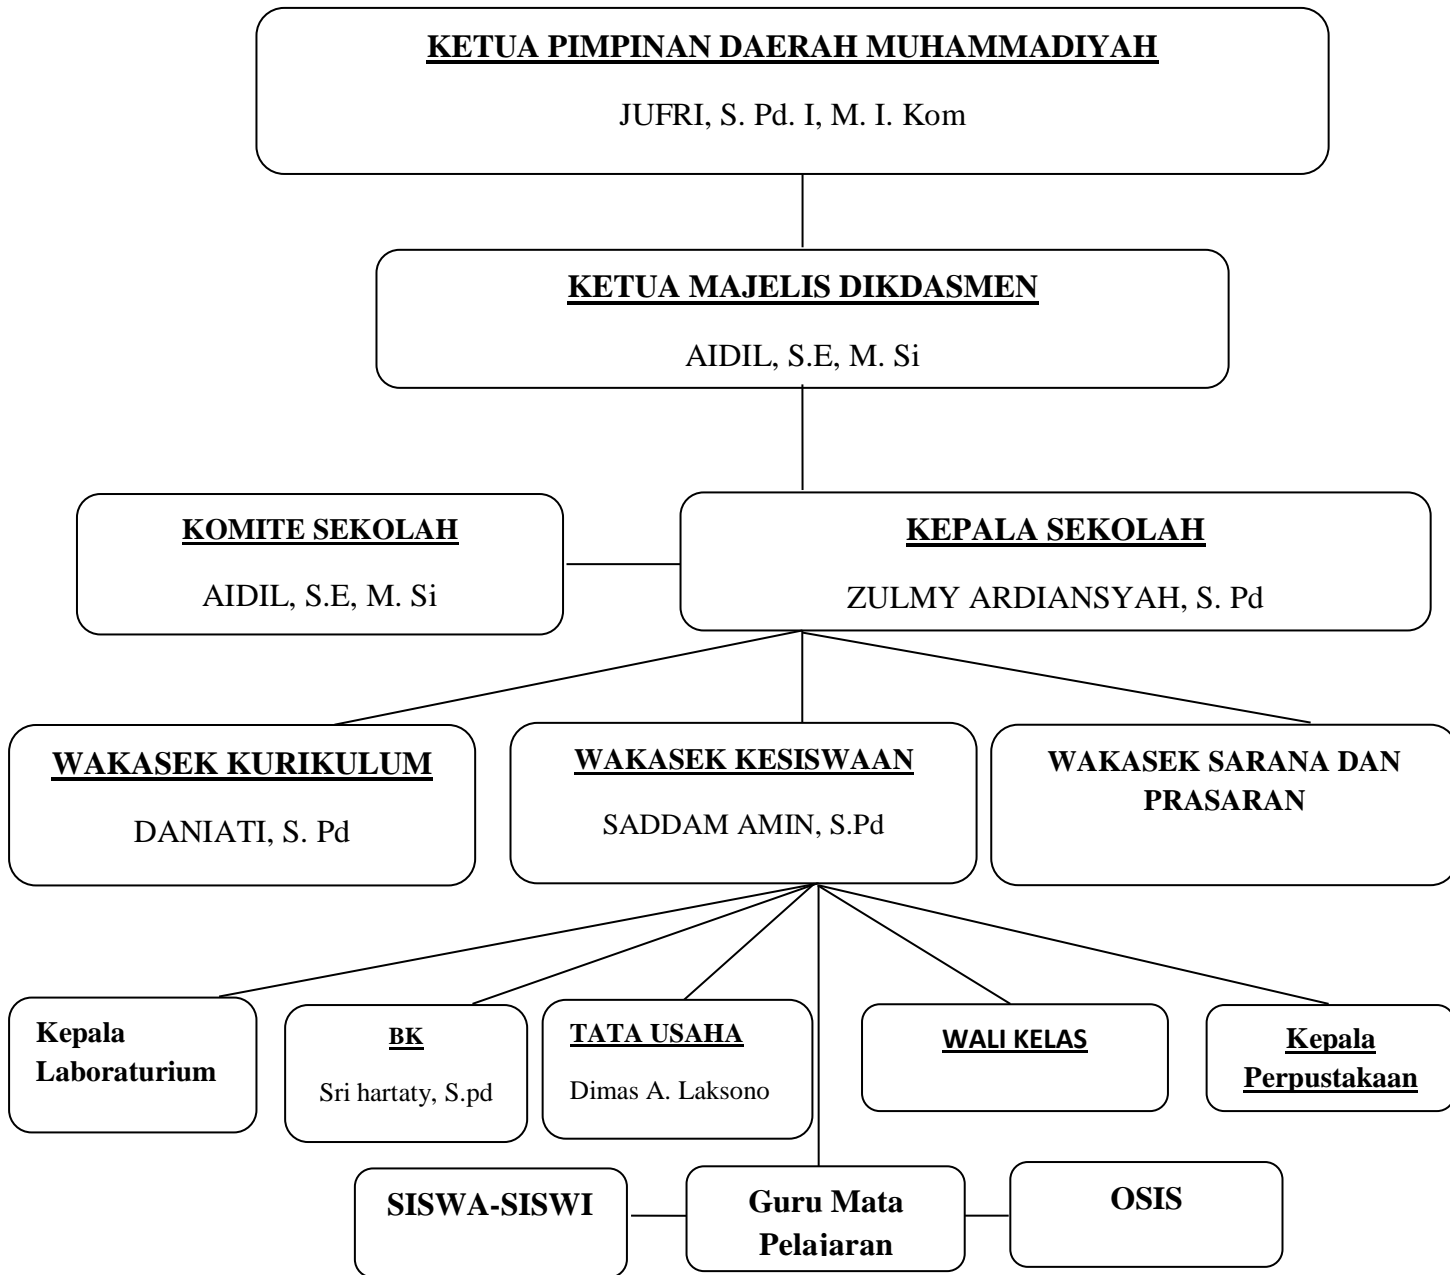 KETUA PIMPINAN DAERAH MUHAMMADIYAH
JUFRI, S. Pd. I, M. I. Kom
KETUA MAJELIS DIKDASMEN
AIDIL, S.E, M. Si
KOMITE SEKOLAH
AIDIL, S.E, M. Si
KEPALA SEKOLAH
ZULMY ARDIANSYAH, S. Pd
WAKASEK KURIKULUM
DANIATI, S. Pd
WAKASEK KESISWAAN
SADDAM AMIN, S.Pd
WAKASEK SARANA DAN
PRASARAN
Kepala
Laboraturium
BK
Sri hartaty, S.pd
TATA USAHA
Dimas A. Laksono
WALI KELAS
Kepala
Perpustakaan
SISWA-SISWI
Guru Mata
Pelajaran
OSIS